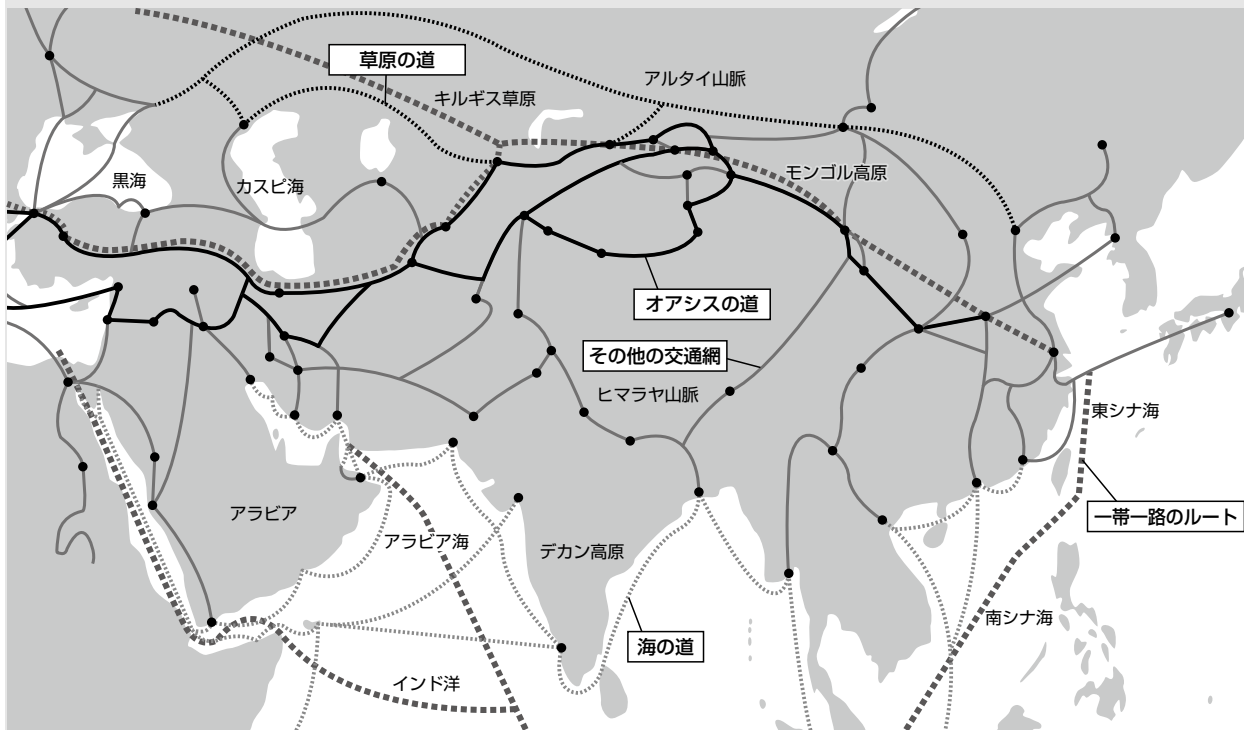 草原の道
アルタイ山脈
キルギス草原
モンゴル高原
黒海
カスピ海
オアシスの道
その他の交通網
ヒマラヤ山脈
東シナ海
アラビア
一帯一路のルート
アラビア海
デカン高原
南シナ海
海の道
インド洋